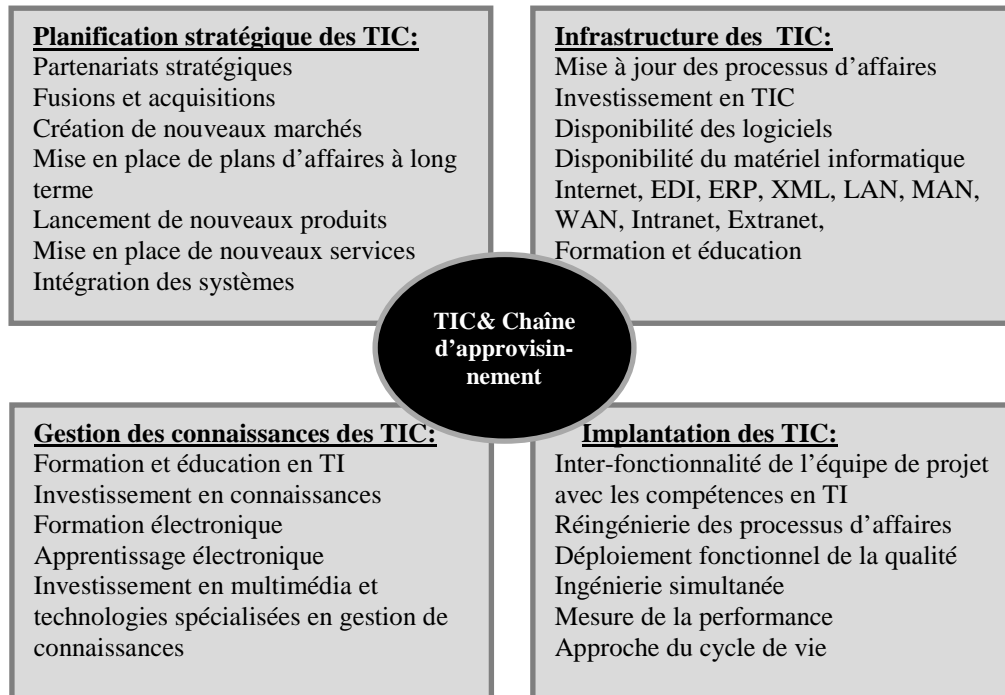 Planification stratégique des TIC:
Partenariats stratégiques
Fusions et acquisitions
Création de nouveaux marchés
Mise en place de plans d'affaires à long
terme
Lancement de nouveaux produits
Mise en place de nouveaux services
Intégration des systèmes
Infrastructure des TIC:
Mise à jour des processus d'affaires
Investissement en TIC
Disponibilité des logiciels
Disponibilité du matériel informatique
Internet, EDI, ERP, XML, LAN, MAN,
WAN, Intranet, Extranet,
Formation et éducation
TIC& Chaîne
d'approvisin-
nement
Gestion des connaissances des TIC:
Formation et éducation en TI
Investissement en connaissances
Formation électronique
Apprentissage électronique
Investissement en multimédia et
technologies spécialisées en gestion de
connaissances
Implantation des TIC:
Inter-fonctionnalité de l'équipe de projet
avec les compétences en TI
Réingénierie des processus d'affaires
Déploiement fonctionnel de la qualité
Ingénierie simultanée
Mesure de la performance
Approche du cycle de vie